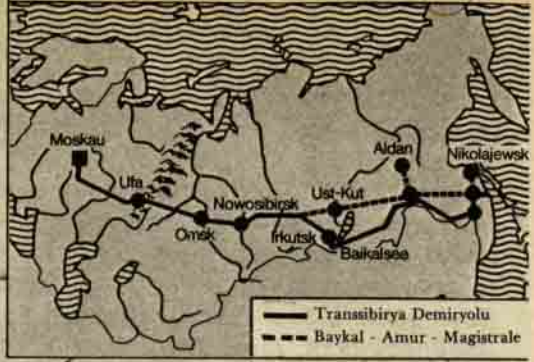 Moskau
Ufa
Omsk
Nowosibirsk
Ust-Kut
Irkutsk
Baikalsee
Aldan
Nikolajewsk
Transsibirya Demiryolu
Baykal - Amur - Magistrale